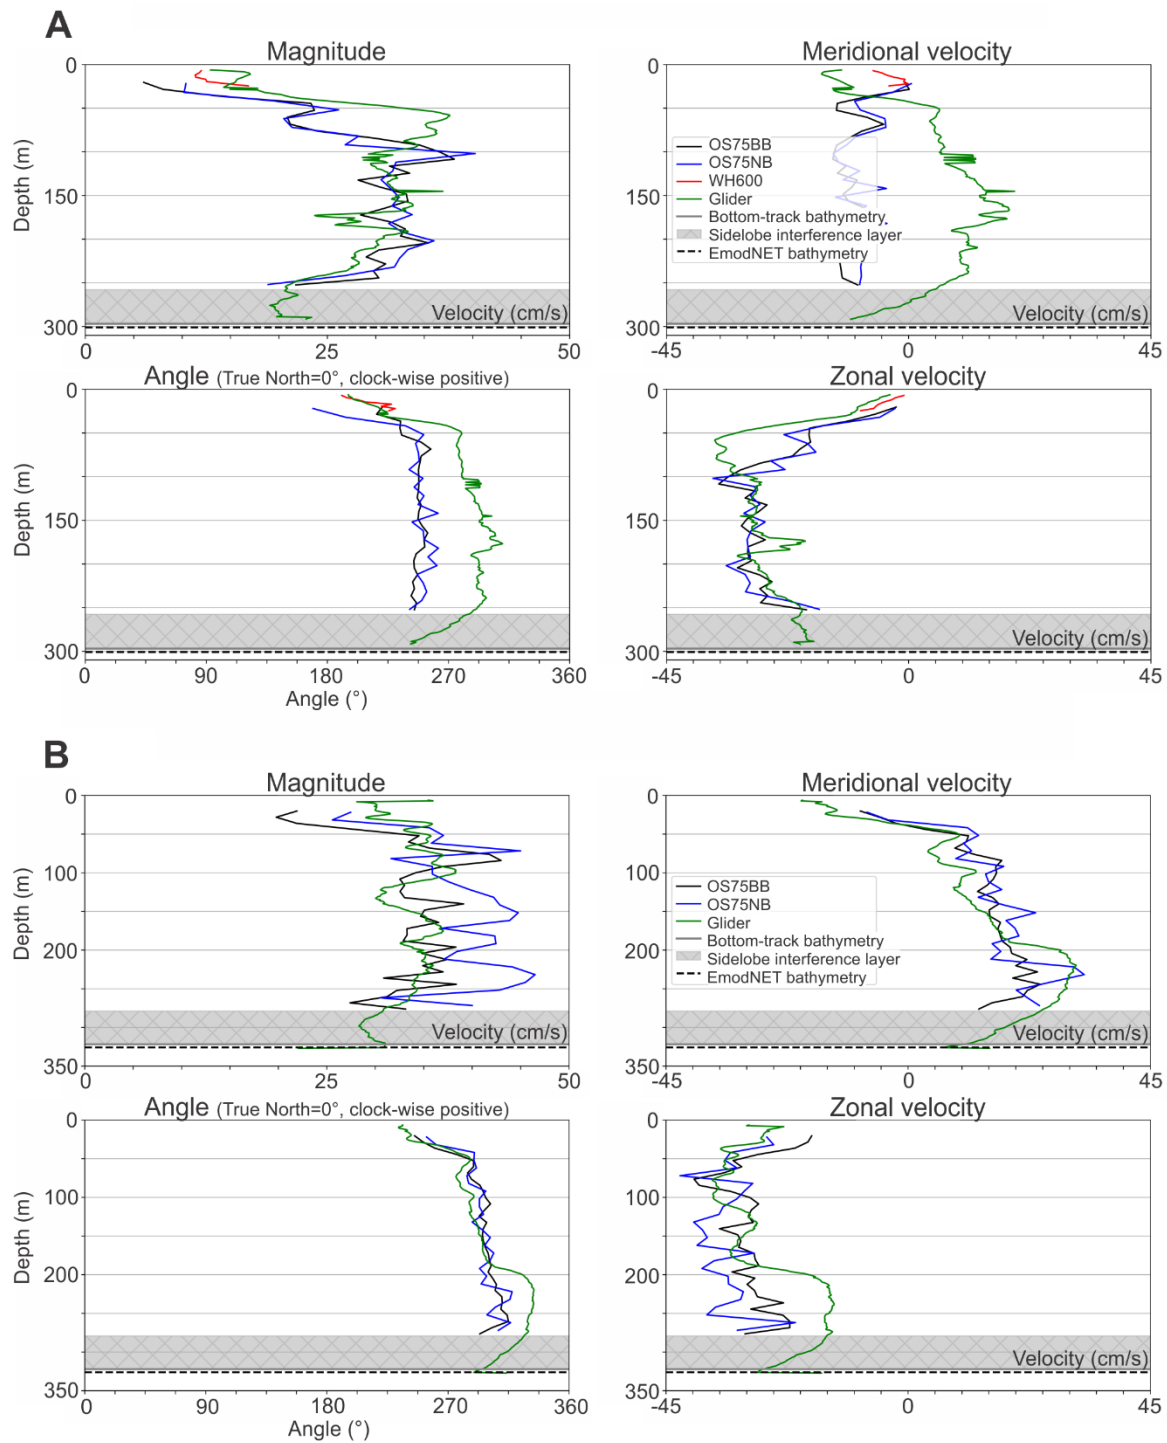 A
Magnitude
Meridional velocity
0
150
300
Depth (m)
Velocity (cm/s)
0
25
50
0
150
300
OS75BB
OS75NB
WH600
Glider
Bottom-track bathymetry
Sidelobe interference layer
EmodNET bathymetry
-45
0
45
Angle (True North=0°, clock-wise positive)
Zonal velocity
0
150
300
Depth (m)
0
90
180
270
360
Angle (°)
0
150
300
Velocity (cm/s)
-45
0
45
B
Magnitude
Meridional velocity
0
100
200
350
Depth (m)
Velocity (cm/s)
0
25
50
0
100
200
350
OS75BB
OS75NB
Glider
Bottom-track bathymetry
Sidelobe interference layer
EmodNET bathymetry
Velocity (cm/s)
-45
0
45
Angle (True North=0°, clock-wise positive)
Zonal velocity
0
100
200
350
Depth (m)
0
90
180
270
360
Angle (°)
0
100
200
350
Velocity (cm/s)
-45
0
45